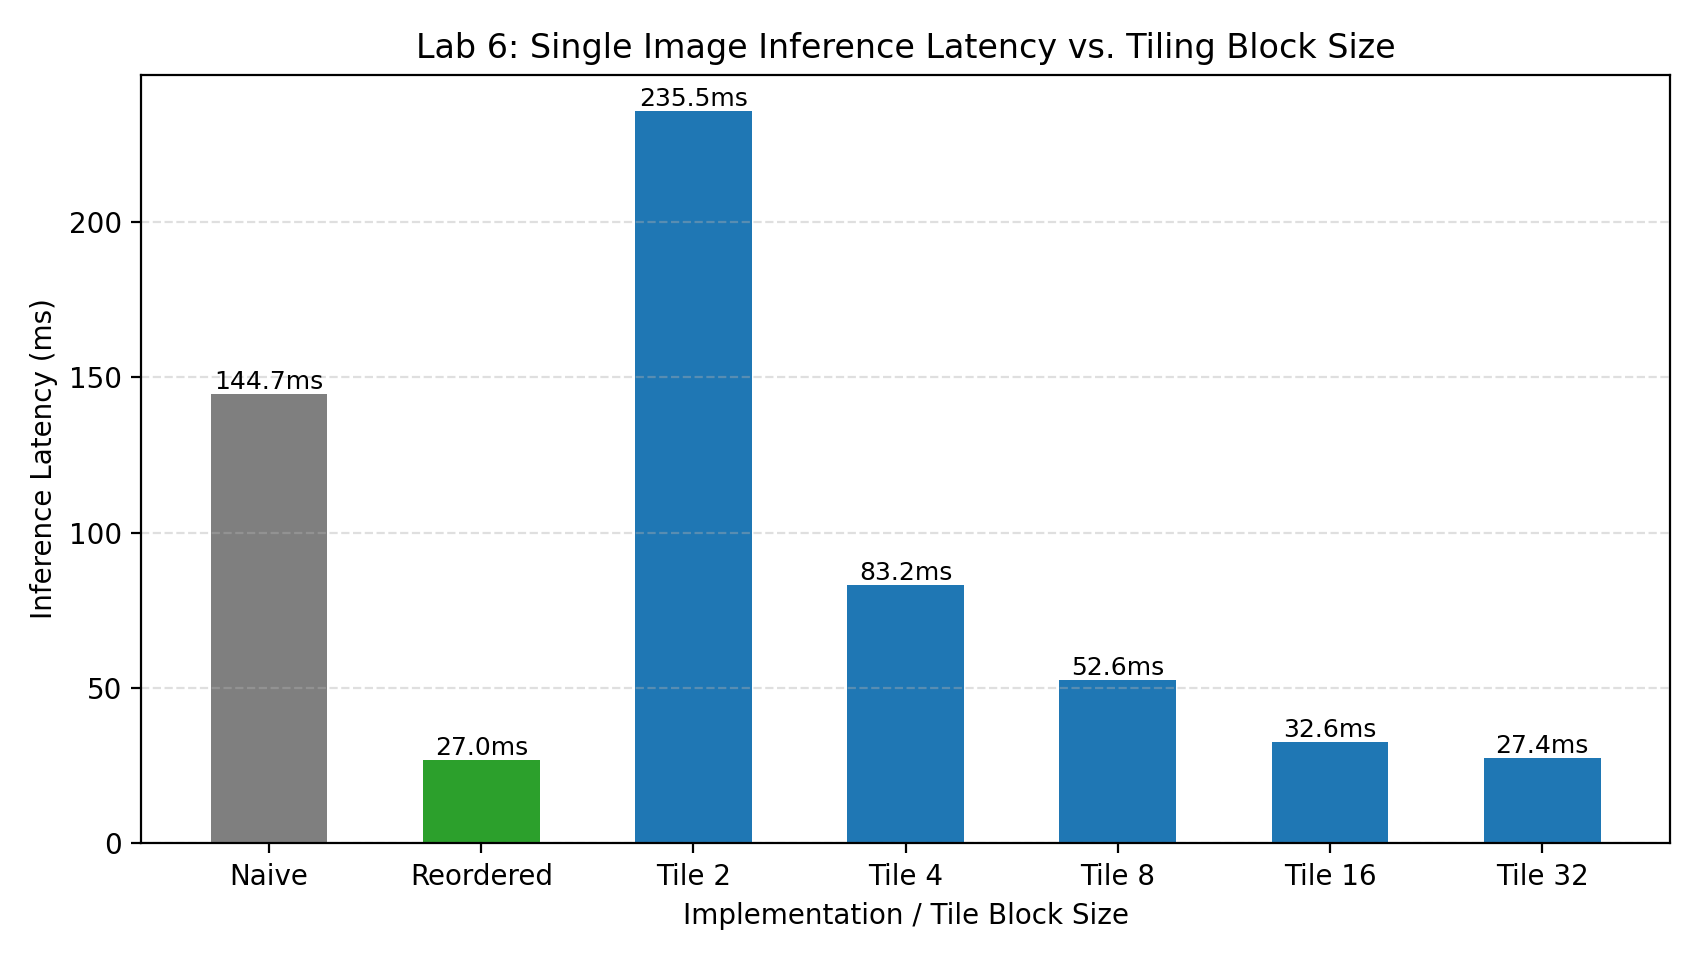 Lab 6: Single Image Inference Latency vs. Tiling Block Size
Inference Latency (ms)
200
150
100
50
0
144.7ms
27.0ms
235.5ms
83.2ms
52.6ms
32.6ms
27.4ms
Naive
Reordered
Tile 2
Tile 4
Tile 8
Tile 16
Tile 32
Implementation / Tile Block Size